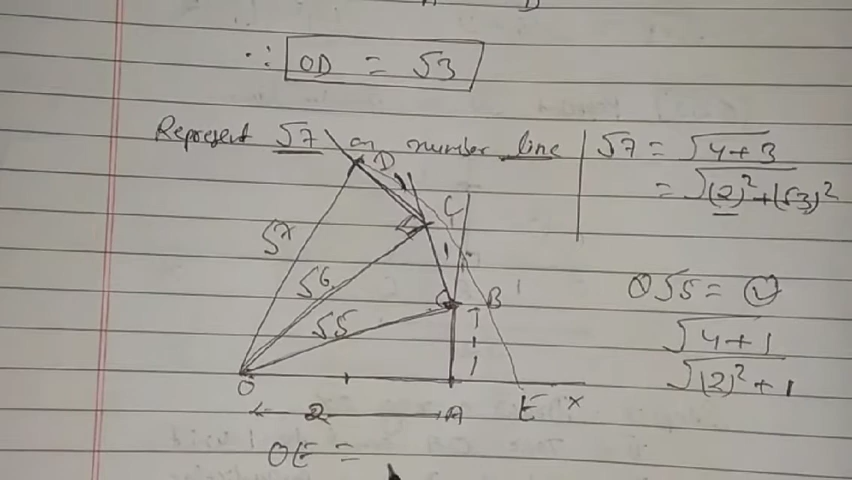 ∴ OD = √3
Represent √7 on number line
√7 = √4+3
= √(2)²+(√3)²
D
C
√7
√6
1
√5
B
1
√5 =
√4+1
√(2)²+1
O
2
A
E
x
OE =